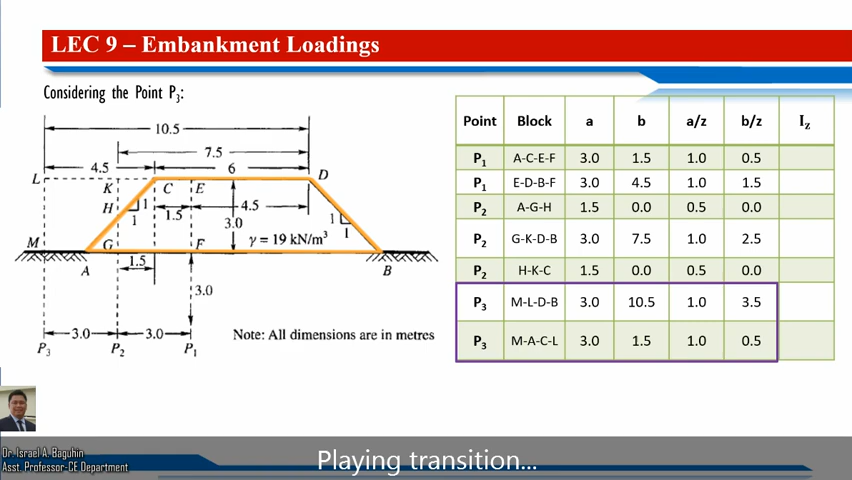 LEC 9 – Embankment Loadings
Considering the Point P3:
10.5
7.5
4.5
6
L
K
C
E
D
H
1
1
1.5
4.5
3.0
1
1
M
G
F
γ = 19 kN/m³
A
B
1.5
3.0
3.0
3.0
Note: All dimensions are in metres
P3
P2
P1
Point Block a b a/z b/z Iz
P1 A-C-E-F 3.0 1.5 1.0 0.5
P1 E-D-B-F 3.0 4.5 1.0 1.5
P2 A-G-H 1.5 0.0 0.5 0.0
P2 G-K-D-B 3.0 7.5 1.0 2.5
P2 H-K-C 1.5 0.0 0.5 0.0
P3 M-L-D-B 3.0 10.5 1.0 3.5
P3 M-A-C-L 3.0 1.5 1.0 0.5
Dr. Israel A. Baguhin
Asst. Professor-CE Department
Playing transition...